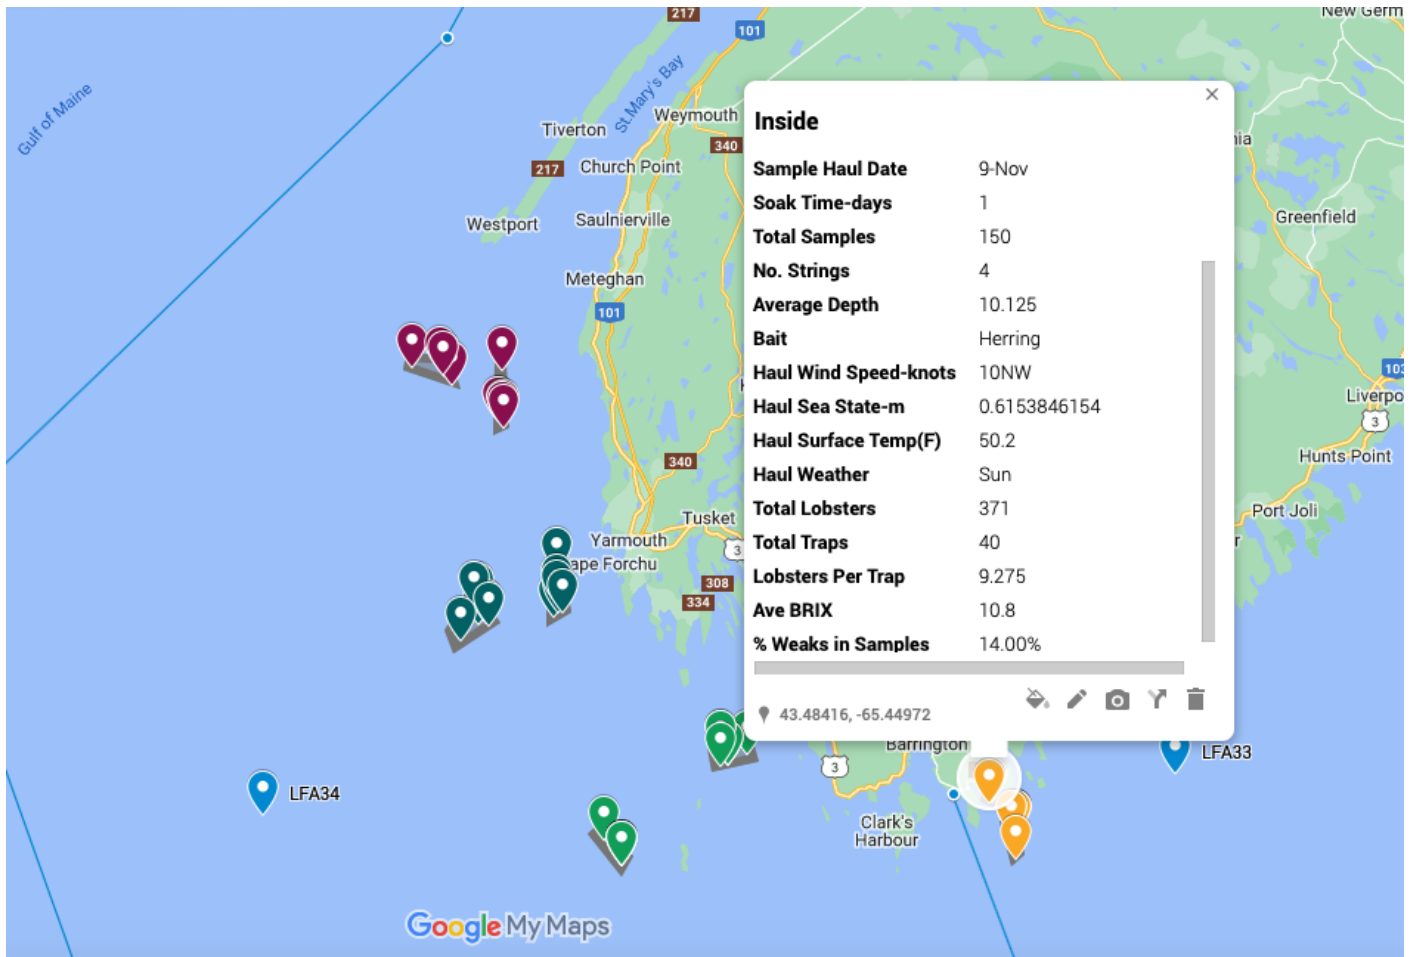 217
101
New Germ
Gulf of Maine
St.Mary's Bay
Weymouth
Tiverton
340
217
Church Point
Westport
Saulnierville
Meteghan
101
Greenfield
103
Liverpo
3
Hunts Point
340
Port Joli
Tusket
Yarmouth
3
ape Forchu
308
334
Inside
Sample Haul Date 9-Nov
Soak Time-days 1
Total Samples 150
No. Strings 4
Average Depth 10.125
Bait Herring
Haul Wind Speed-knots 10NW
Haul Sea State-m 0.6153846154
Haul Surface Temp(F) 50.2
Haul Weather Sun
Total Lobsters 371
Total Traps 40
Lobsters Per Trap 9.275
Ave BRIX 10.8
% Weaks in Samples 14.00%
43.48416, -65.44972
Barrington
LFA33
3
LFA34
Clark's
Harbour
Google My Maps